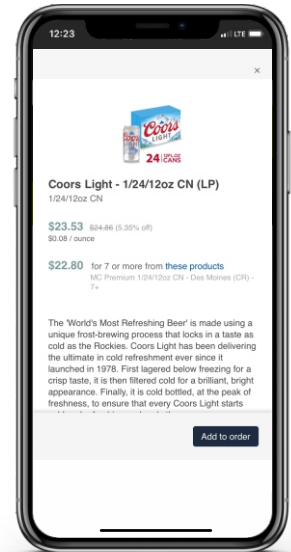 12:23
LTE
×
Coors
LIGHT
24 12FL.OZ CANS
Coors Light - 1/24/12oz CN (LP)
1/24/12oz CN
$23.53 $24.86 (5.35% off)
$0.08 / ounce
$22.80 for 7 or more from these products
MC Premium 1/24/12oz CN - Des Moines (CR) -
7+
The 'World's Most Refreshing Beer' is made using a
unique frost-brewing process that locks in a taste as
cold as the Rockies. Coors Light has been delivering
the ultimate in cold refreshment ever since it
launched in 1978. First lagered below freezing for a
crisp taste, it is then filtered cold for a brilliant, bright
appearance. Finally, it is cold bottled, at the peak of
freshness, to ensure that every Coors Light starts
Add to order